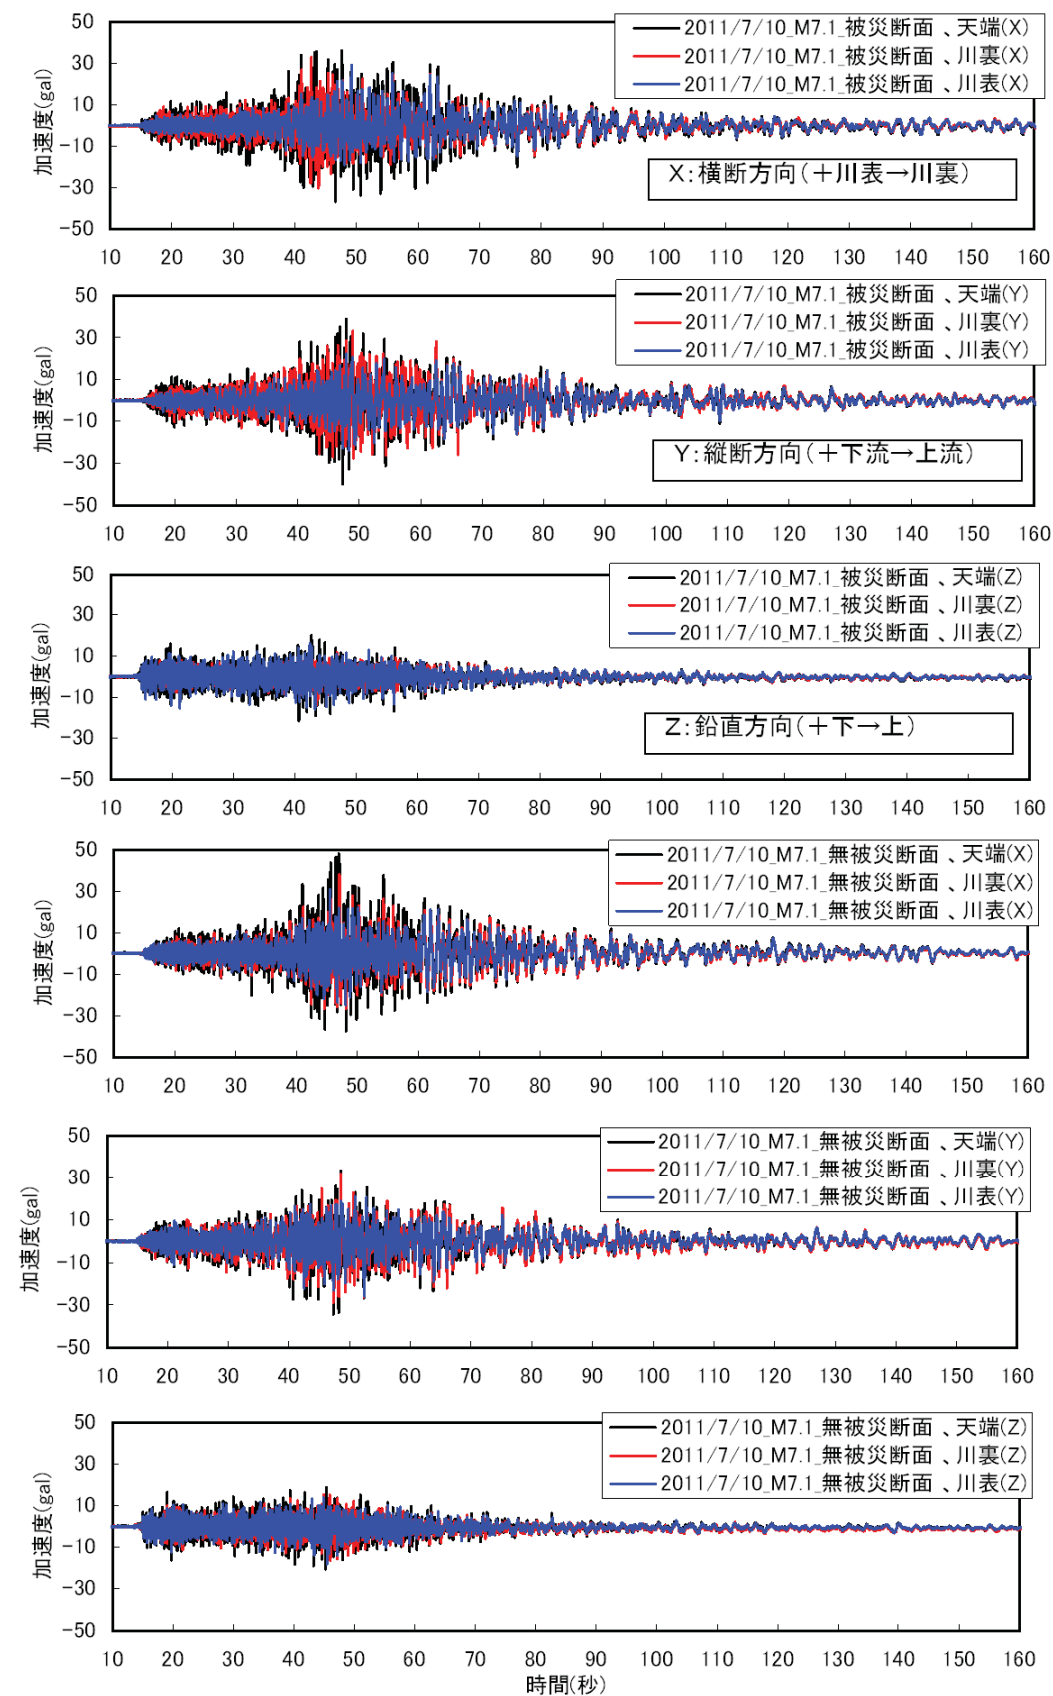 50
30
10
-10
-30
-50
加速度(gal)
2011/7/10_M7.1_被災断面 、天端(X)
2011/7/10_M7.1_被災断面 、川裏(X)
2011/7/10_M7.1_被災断面 、川表(X)
X:横断方向(+川表→川裏)
10 20 30 40 50 60 70 80 90 100 110 120 130 140 150 160
50
30
10
-10
-30
-50
加速度(gal)
2011/7/10_M7.1_被災断面 、天端(Y)
2011/7/10_M7.1_被災断面 、川裏(Y)
2011/7/10_M7.1_被災断面 、川表(Y)
Y:縦断方向(+下流→上流)
10 20 30 40 50 60 70 80 90 100 110 120 130 140 150 160
50
30
10
-10
-30
-50
加速度(gal)
2011/7/10_M7.1_被災断面 、天端(Z)
2011/7/10_M7.1_被災断面 、川裏(Z)
2011/7/10_M7.1_被災断面 、川表(Z)
Z:鉛直方向(+下→上)
10 20 30 40 50 60 70 80 90 100 110 120 130 140 150 160
50
30
10
-10
-30
-50
加速度(gal)
2011/7/10_M7.1_無被災断面 、天端(X)
2011/7/10_M7.1_無被災断面 、川裏(X)
2011/7/10_M7.1_無被災断面 、川表(X)
10 20 30 40 50 60 70 80 90 100 110 120 130 140 150 160
50
30
10
-10
-30
-50
加速度(gal)
2011/7/10_M7.1_無被災断面 、天端(Y)
2011/7/10_M7.1_無被災断面 、川裏(Y)
2011/7/10_M7.1_無被災断面 、川表(Y)
10 20 30 40 50 60 70 80 90 100 110 120 130 140 150 160
50
30
10
-10
-30
-50
加速度(gal)
2011/7/10_M7.1_無被災断面 、天端(Z)
2011/7/10_M7.1_無被災断面 、川裏(Z)
2011/7/10_M7.1_無被災断面 、川表(Z)
10 20 30 40 50 60 70 80 90 100 110 120 130 140 150 160
時間(秒)